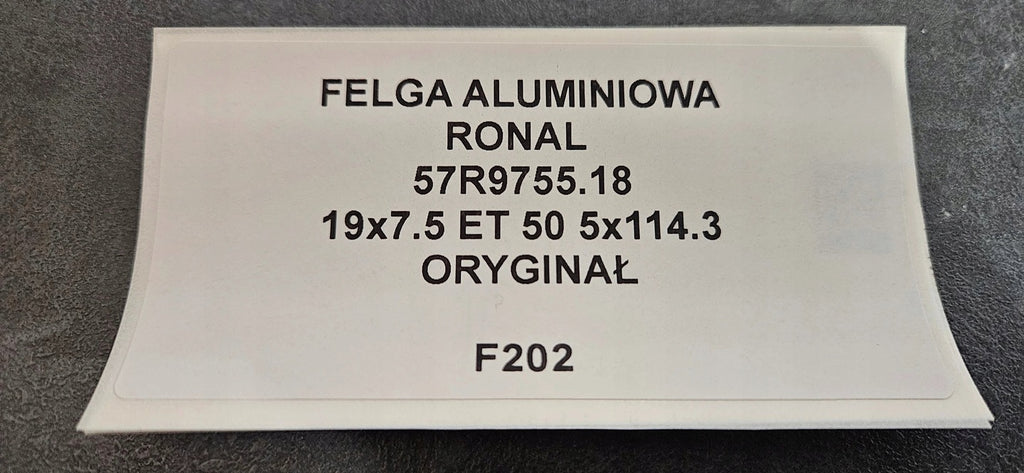 FELGA ALUMINIOWA
RONAL
57R9755.18
19x7.5 ET 50 5x114.3
ORYGINAŁ
F202